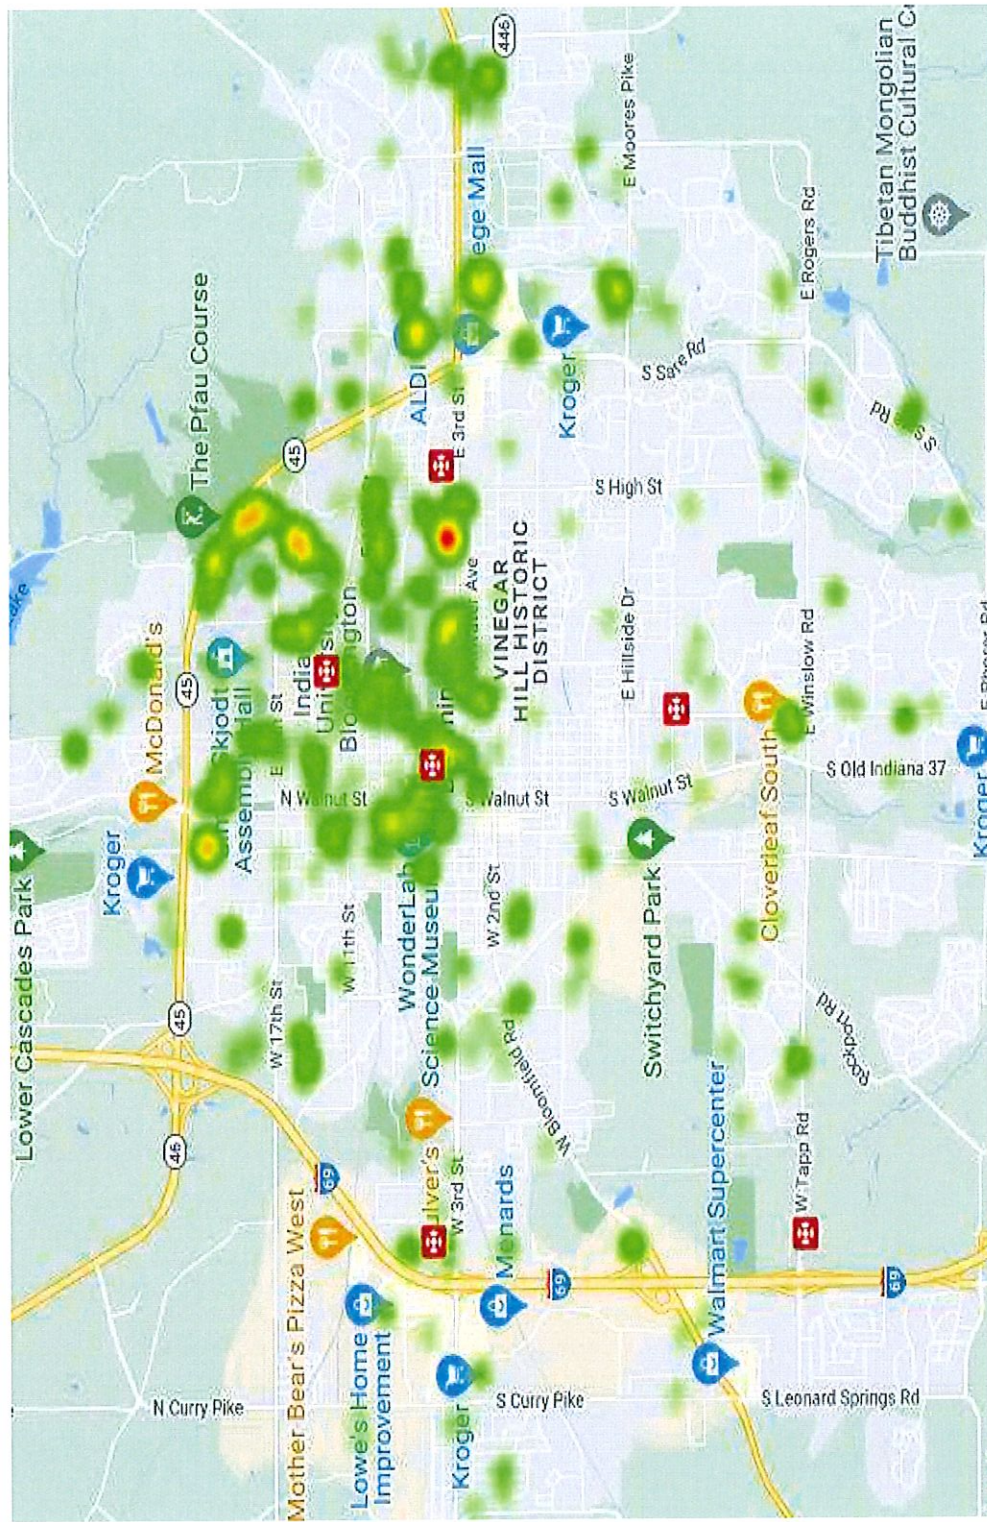 446
Tibetan Mongolian
Buddhist Cultural C
E Moores Pike
ege Mall
E Rogers Rd
The Pfau Course
ALDI
E 3rd St
Kroger
S Sare Rd
Rd
45
S High St
VINEGAR
HILL HISTORIC
DISTRICT
Ave
E Hillside Dr
E Winslow Rd
McDonald's
45
Skjodt
Assembly Hall
N Walnut St
S Walnut St
S Walnut St
S Old Indiana 37
Cloverleaf South
Kroger
Kroger
Lower Cascades Park
WonderLab
Science Museu
W 2nd St
W 11th St
W 17th St
Switchyard Park
45
46
W Bloomfield Rd
Rockport Rd
W Tapp Rd
69
ulver's
W 3rd St
Menards
69
69
Walmart Supercenter
Mother Bear's Pizza West
Lowe's Home
Improvement
Kroger
N Curry Pike
S Curry Pike
S Leonard Springs Rd